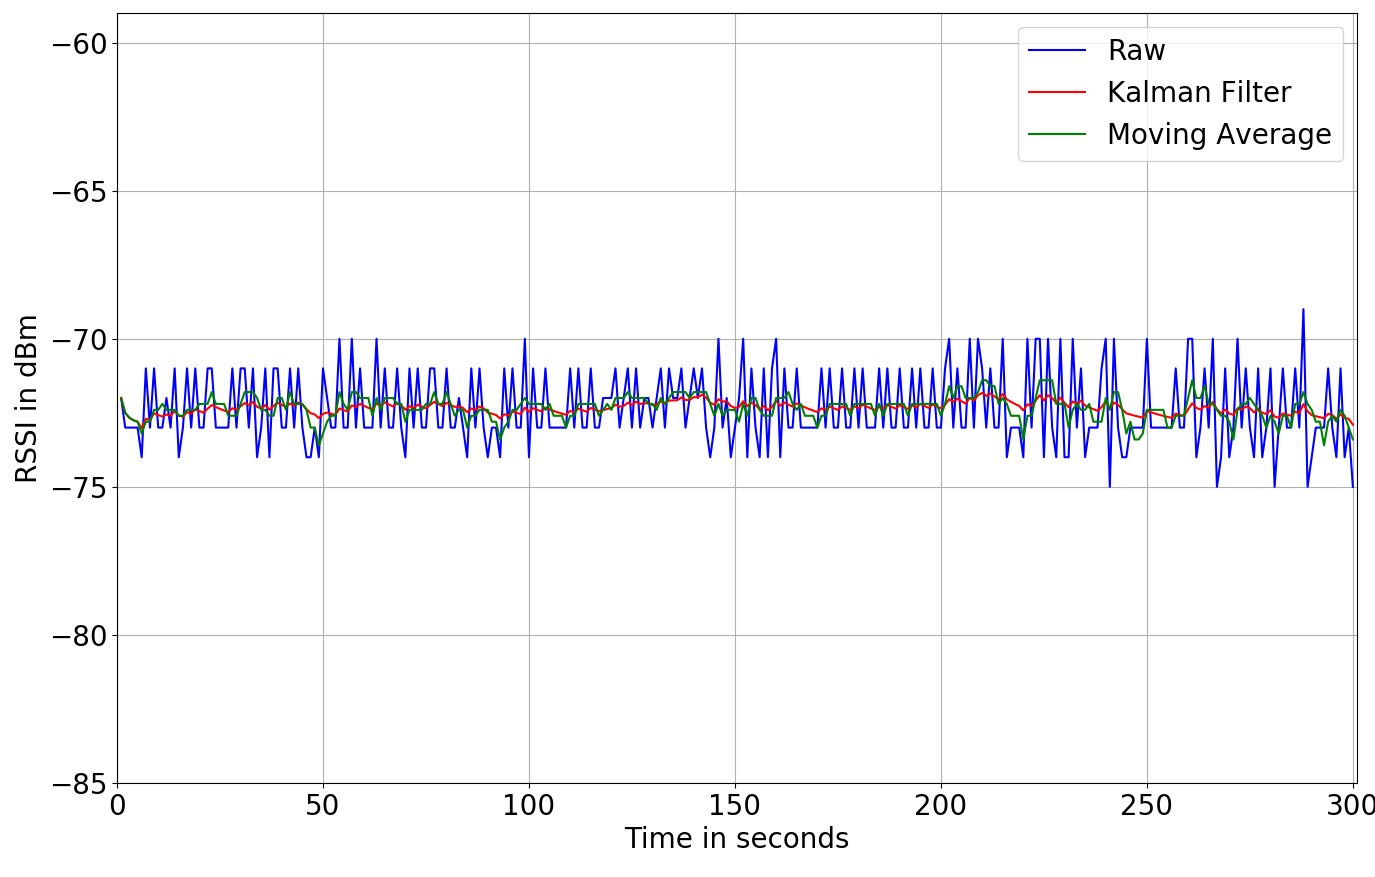 Raw
Kalman Filter
Moving Average
−60
−65
−70
−75
−80
−85
RSSI in dBm
0 50 100 150 200 250 300
Time in seconds